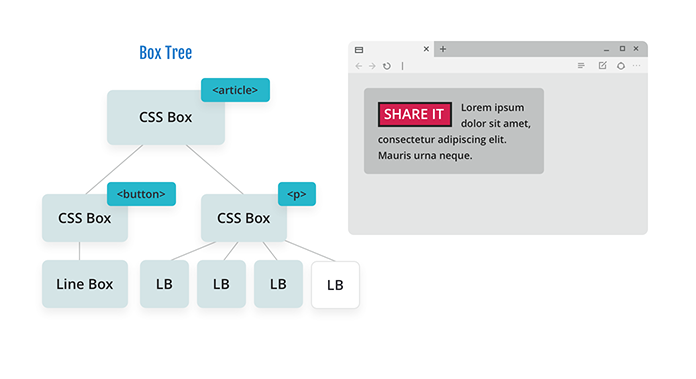 Box Tree
<article>
CSS Box
<button>
CSS Box
<p>
CSS Box
Line Box
LB
LB
LB
LB
SHARE IT
Lorem ipsum
dolor sit amet,
consectetur adipiscing elit.
Mauris urna neque.